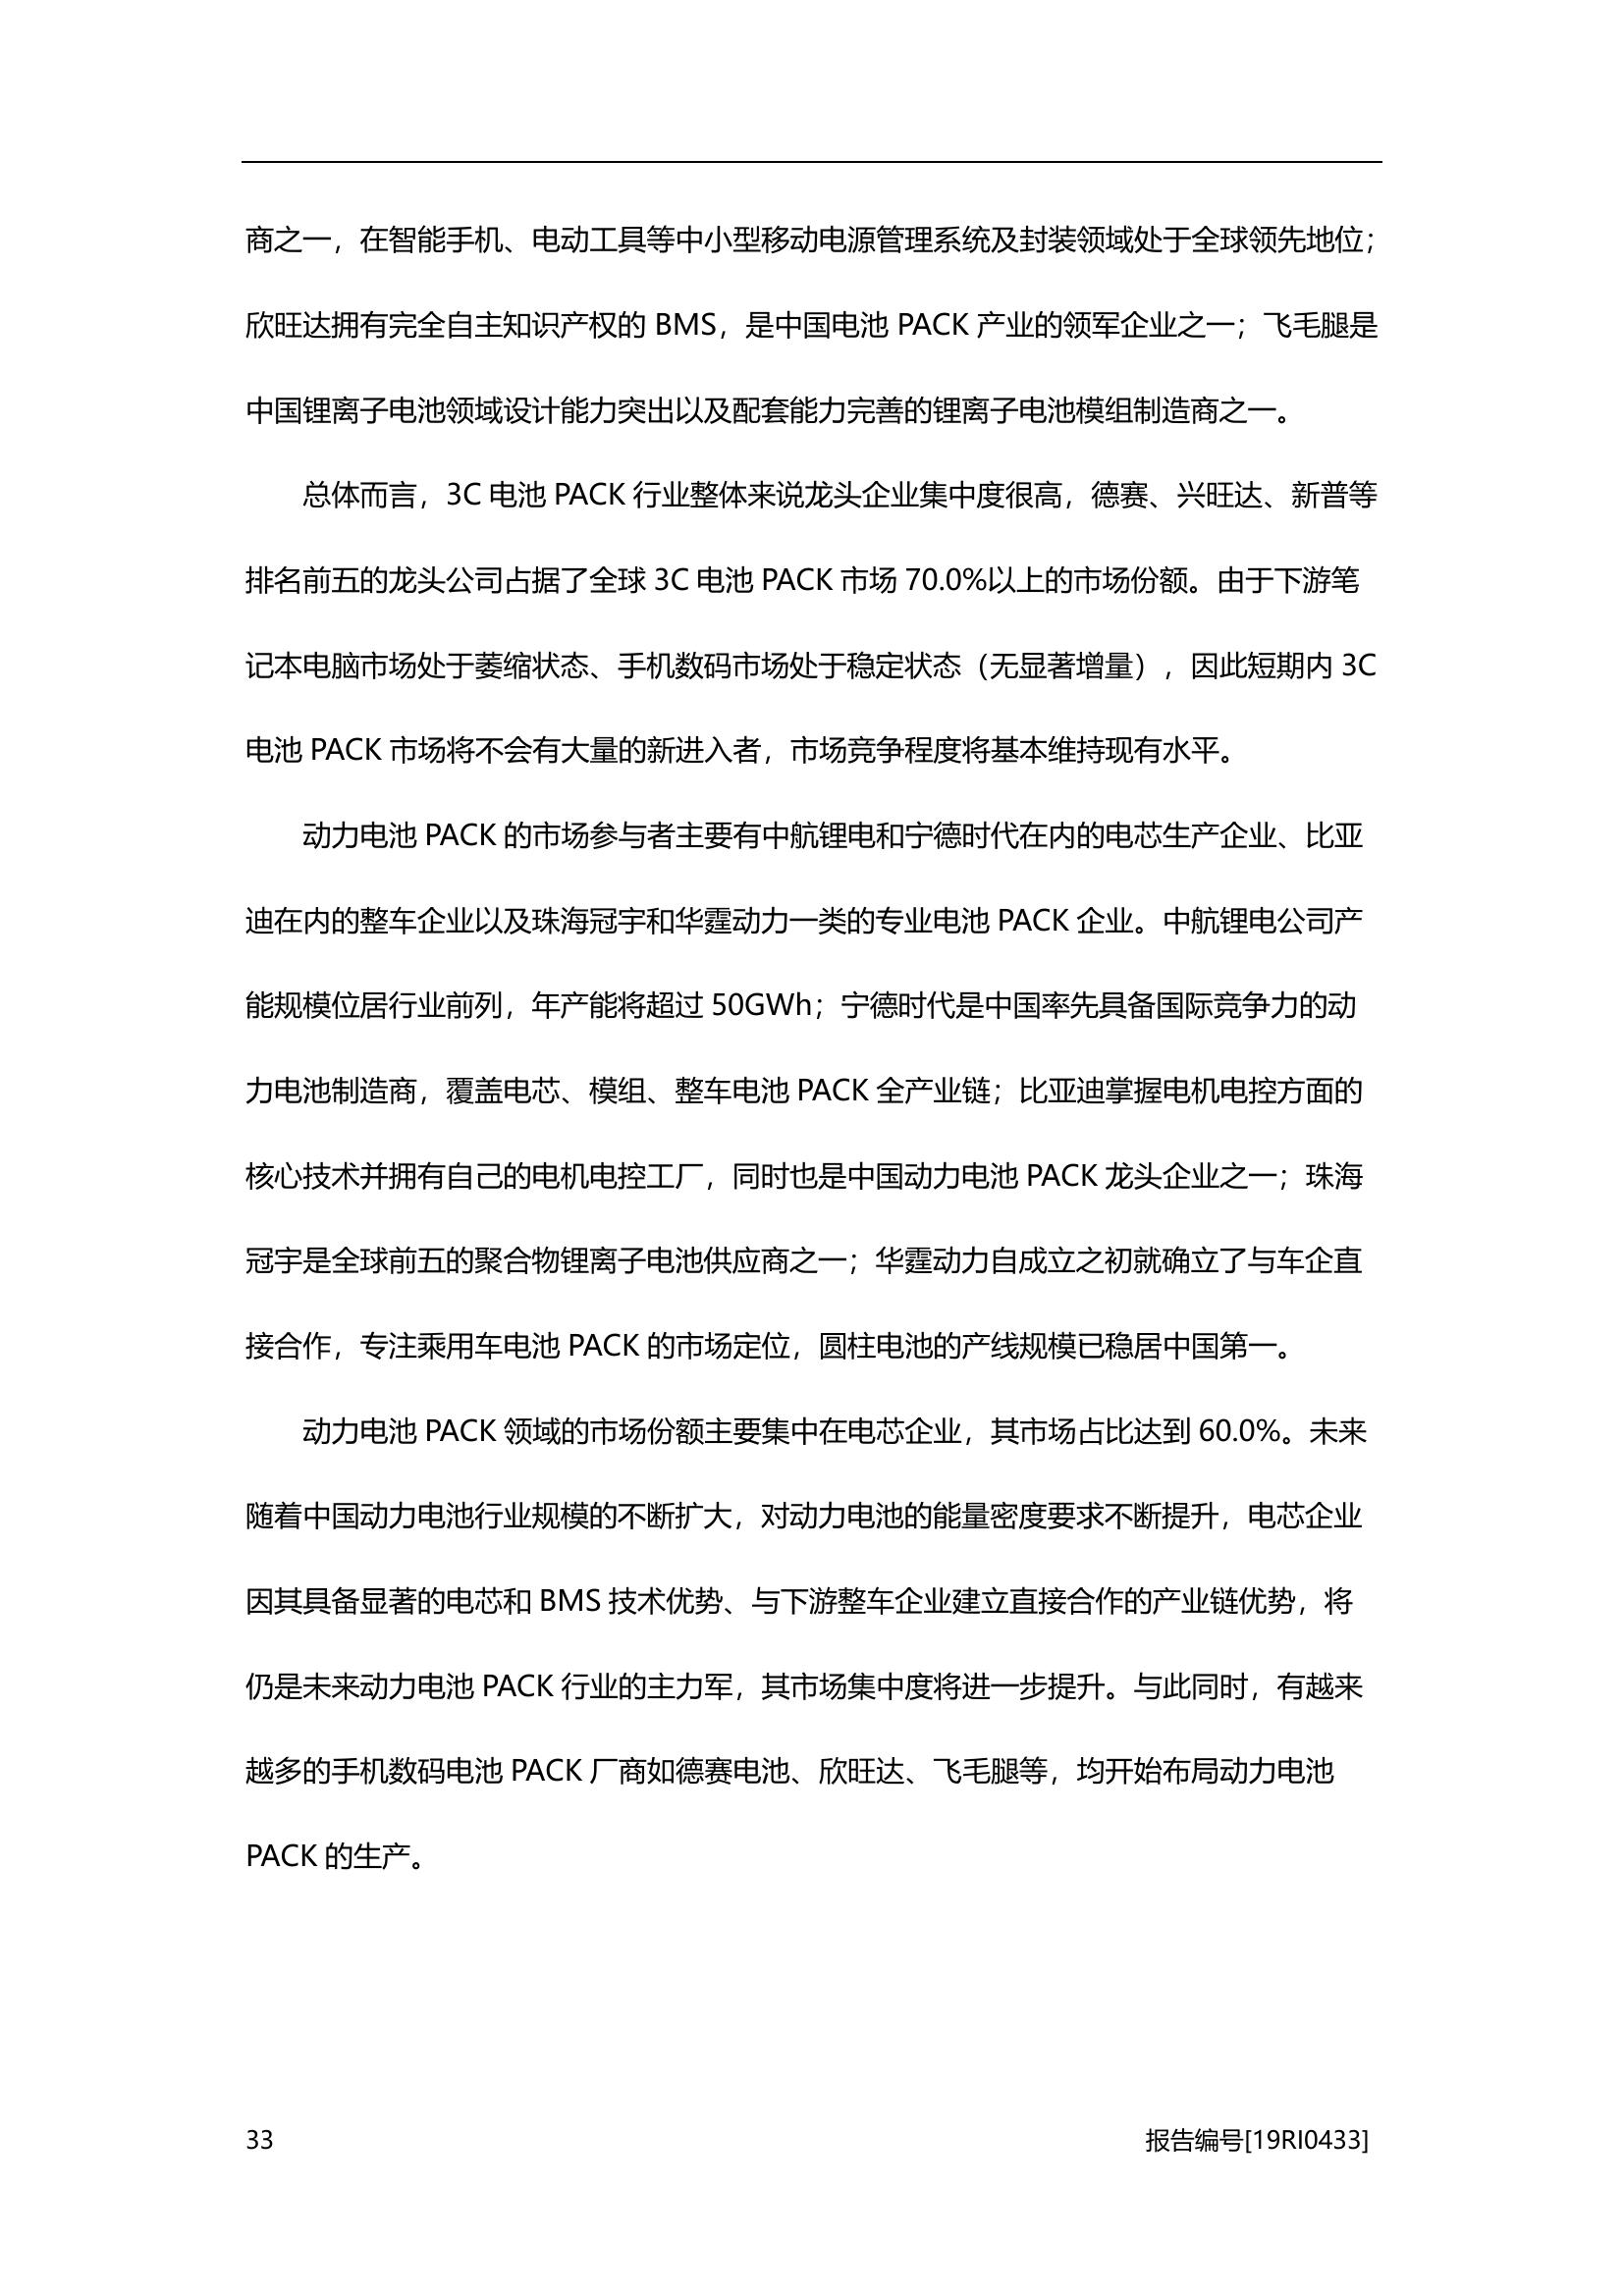 商之一，在智能手机、电动工具等中小型移动电源管理系统及封装领域处于全球领先地位；
欣旺达拥有完全自主知识产权的 BMS，是中国电池 PACK 产业的领军企业之一；飞毛腿是
中国锂离子电池领域设计能力突出以及配套能力完善的锂离子电池模组制造商之一。
总体而言，3C 电池 PACK 行业整体来说龙头企业集中度很高，德赛、兴旺达、新普等
排名前五的龙头公司占据了全球 3C 电池 PACK 市场 70.0%以上的市场份额。由于下游笔
记本电脑市场处于萎缩状态、手机数码市场处于稳定状态（无显著增量），因此短期内 3C
电池 PACK 市场将不会有大量的新进入者，市场竞争程度将基本维持现有水平。
动力电池 PACK 的市场参与者主要有中航锂电和宁德时代在内的电芯生产企业、比亚
迪在内的整车企业以及珠海冠宇和华霆动力一类的专业电池 PACK 企业。中航锂电公司产
能规模位居行业前列，年产能将超过 50GWh；宁德时代是中国率先具备国际竞争力的动
力电池制造商，覆盖电芯、模组、整车电池 PACK 全产业链；比亚迪掌握电机电控方面的
核心技术并拥有自己的电机电控工厂，同时也是中国动力电池 PACK 龙头企业之一；珠海
冠宇是全球前五的聚合物锂离子电池供应商之一；华霆动力自成立之初就确立了与车企直
接合作，专注乘用车电池 PACK 的市场定位，圆柱电池的产线规模已稳居中国第一。
动力电池 PACK 领域的市场份额主要集中在电芯企业，其市场占比达到 60.0%。未来
随着中国动力电池行业规模的不断扩大，对动力电池的能量密度要求不断提升，电芯企业
因其具备显著的电芯和 BMS 技术优势、与下游整车企业建立直接合作的产业链优势，将
仍是未来动力电池 PACK 行业的主力军，其市场集中度将进一步提升。与此同时，有越来
越多的手机数码电池 PACK 厂商如德赛电池、欣旺达、飞毛腿等，均开始布局动力电池
PACK 的生产。
33 报告编号[19RI0433]